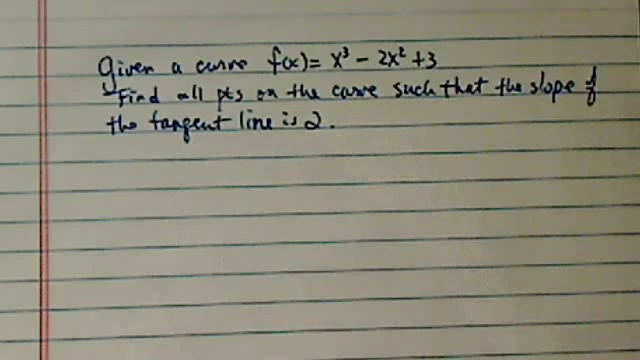 Given a curve f(x) = x³ - 2x² + 3
Find all pts on the curve such that the slope of
the tangent line is 2.